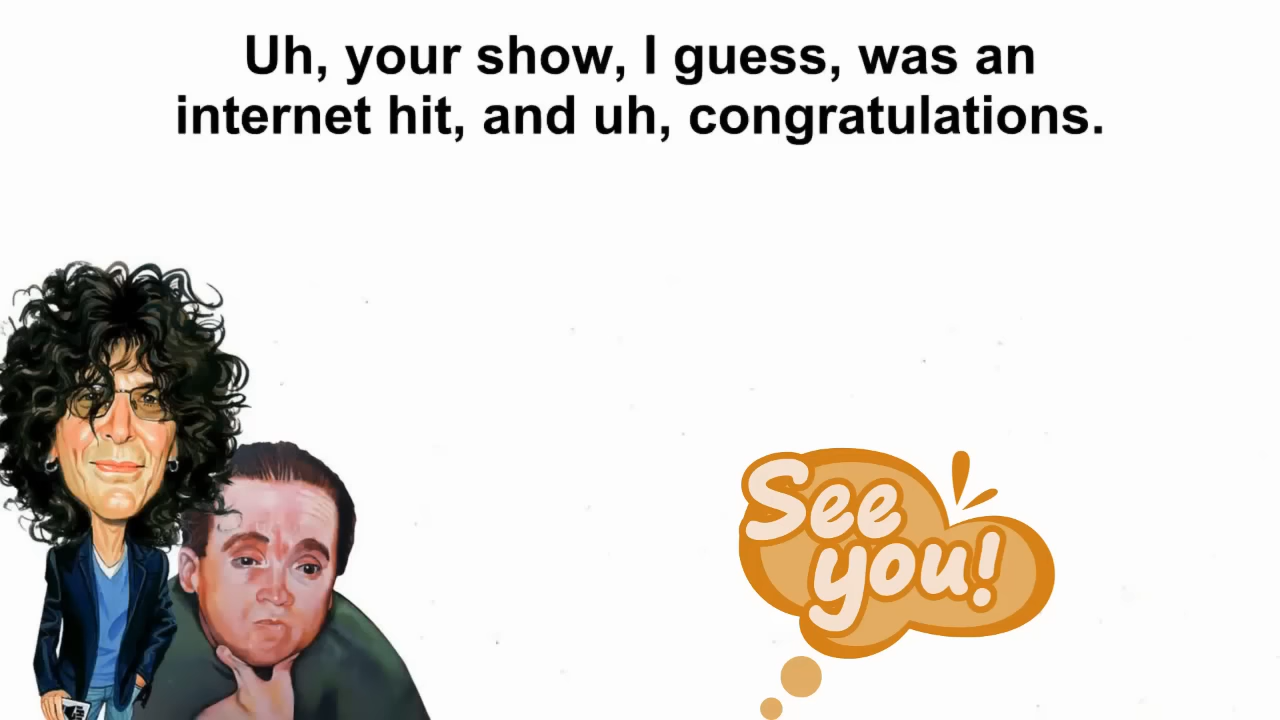 Uh, your show, I guess, was an
internet hit, and uh, congratulations.
See
you!